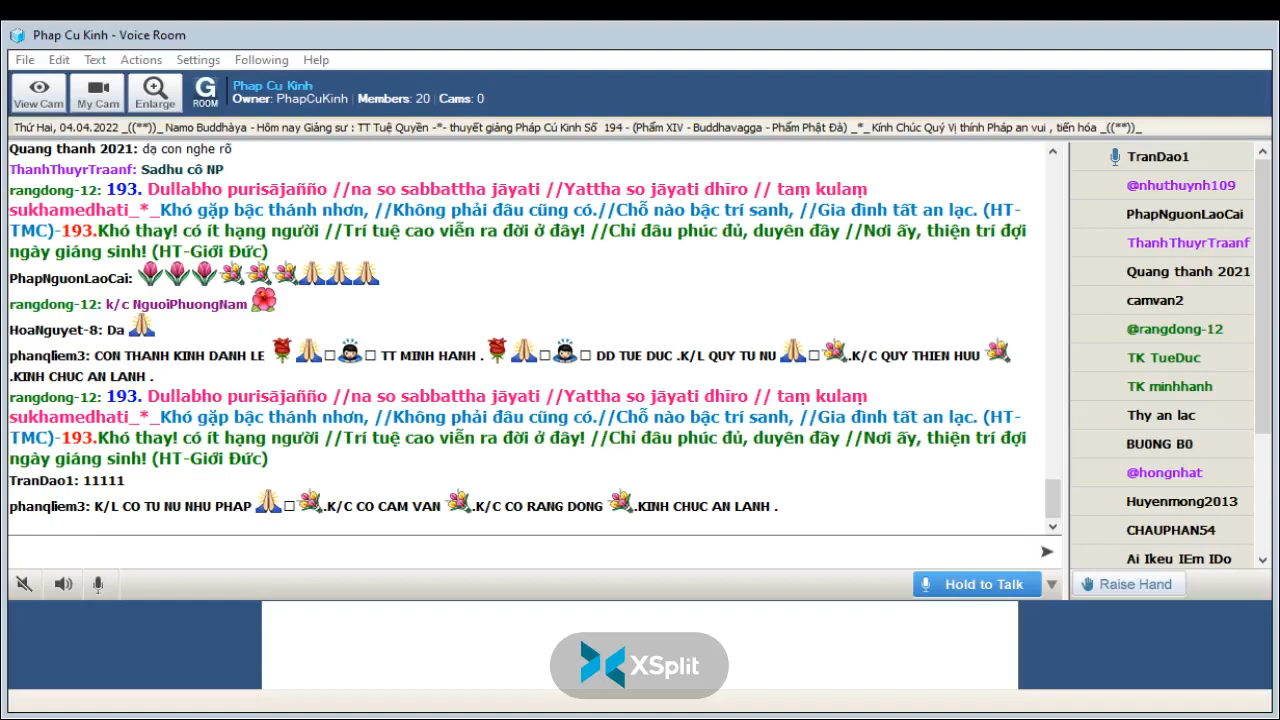 Phap Cu Kinh - Voice Room
File Edit Text Actions Settings Following Help
View Cam My Cam Enlarge G ROOM
Phap Cu Kinh
Owner: PhapCuKinh | Members: 20 | Cams: 0
Thứ Hai, 04.04.2022 _((**))_ Namo Buddhàya - Hôm nay Giảng sư : TT Tuệ Quyền -*- thuyết giảng Pháp Cú Kinh Số 194 - (Phẩm XIV - Buddhavagga - Phẩm Phật Đà) _*_ Kính Chúc Quý Vị thính Pháp an vui , tiến hóa _((**))_
Quang thanh 2021: dạ con nghe rõ
ThanhThuyrTraanf: Sadhu cô NP
rangdong-12: 193. Dullabho purisājañño //na so sabbattha jāyati //Yattha so jāyati dhīro // taṃ kulaṃ
sukhamedhati_*_Khó gặp bậc thánh nhơn, //Không phải đâu cũng có.//Chỗ nào bậc trí sanh, //Gia đình tất an lạc. (HT-
TMC)-193.Khó thay! có ít hạng người //Trí tuệ cao viễn ra đời ở đây! //Chỉ đâu phúc đủ, duyên đầy //Nơi ấy, thiện trí đợi
ngày giáng sinh! (HT-Giới Đức)
PhapNguonLaoCai:
rangdong-12: k/c NguoiPhuongNam
HoaNguyet-8: Da
phanqliem3: CON THANH KINH DANH LE TT MINH HANH . DD TUE DUC .K/L QUY TU NU .K/C QUY THIEN HUU
.KINH CHUC AN LANH .
rangdong-12: 193. Dullabho purisājañño //na so sabbattha jāyati //Yattha so jāyati dhīro // taṃ kulaṃ
sukhamedhati_*_Khó gặp bậc thánh nhơn, //Không phải đâu cũng có.//Chỗ nào bậc trí sanh, //Gia đình tất an lạc. (HT-
TMC)-193.Khó thay! có ít hạng người //Trí tuệ cao viễn ra đời ở đây! //Chỉ đâu phúc đủ, duyên đầy //Nơi ấy, thiện trí đợi
ngày giáng sinh! (HT-Giới Đức)
TranDao1: 11111
phanqliem3: K/L CO TU NU NHU PHAP .K/C CO CAM VAN .K/C CO RANG DONG .KINH CHUC AN LANH .
Hold to Talk
TranDao1
@nhuthuynh109
PhapNguonLaoCai
ThanhThuyrTraanf
Quang thanh 2021
camvan2
@rangdong-12
TK TueDuc
TK minhhanh
Thy an lac
BU0NG B0
@hongnhat
Huyenmong2013
CHAUPHAN54
Ai Ikeu IEm IDo
Raise Hand
XSplit